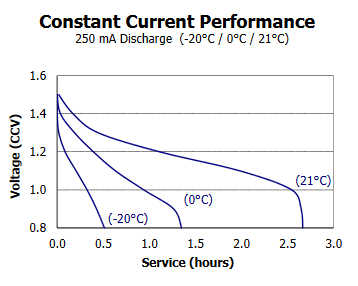 Constant Current Performance
250 mA Discharge (-20°C / 0°C / 21°C)
Voltage (CCV)
1.6
1.4
1.2
1.0
0.8
(21°C)
(0°C)
(-20°C)
0.0 0.5 1.0 1.5 2.0 2.5 3.0
Service (hours)